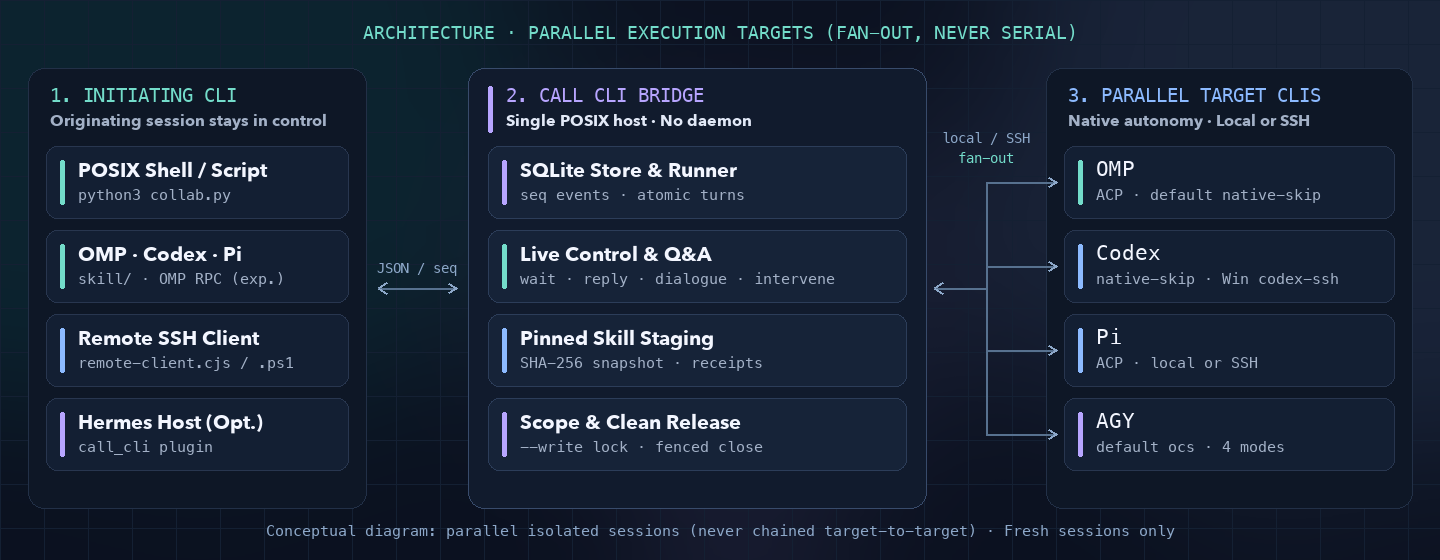 ARCHITECTURE · PARALLEL EXECUTION TARGETS (FAN−OUT, NEVER SERIAL)
1. INITIATING CLI
Originating session stays in control
POSIX Shell / Script
python3 collab.py
OMP · Codex · Pi
skill/ · OMP RPC (exp.)
Remote SSH Client
remote−client.cjs / .ps1
Hermes Host (Opt.)
call_cli plugin
JSON / seq
2. CALL CLI BRIDGE
Single POSIX host · No daemon
SQLite Store & Runner
seq events · atomic turns
Live Control & Q&A
wait · reply · dialogue · intervene
Pinned Skill Staging
SHA−256 snapshot · receipts
Scope & Clean Release
−−write lock · fenced close
local / SSH
fan−out
3. PARALLEL TARGET CLIS
Native autonomy · Local or SSH
OMP
ACP · default native−skip
Codex
native−skip · Win codex−ssh
Pi
ACP · local or SSH
AGY
default ocs · 4 modes
Conceptual diagram: parallel isolated sessions (never chained target−to−target) · Fresh sessions only